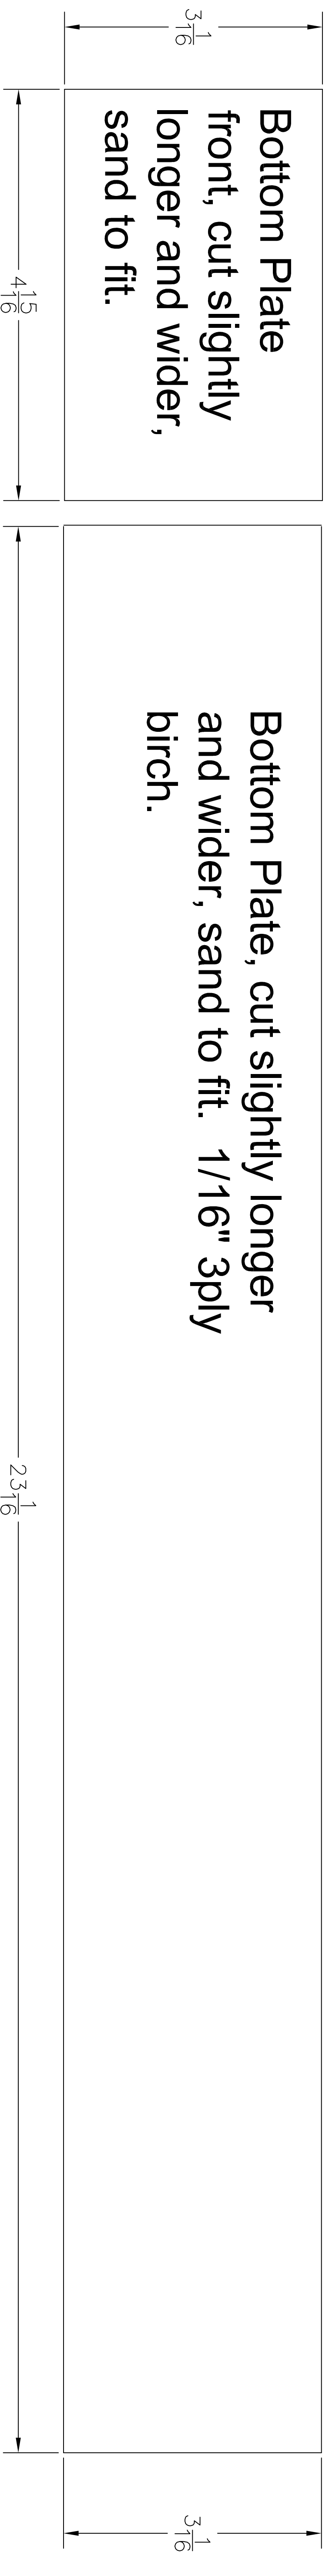 3 1/16
Bottom Plate
front, cut slightly
longer and wider,
sand to fit.
4 15/16
Bottom Plate, cut slightly longer
and wider, sand to fit.  1/16" 3ply
birch.
23 1/16
3 1/16